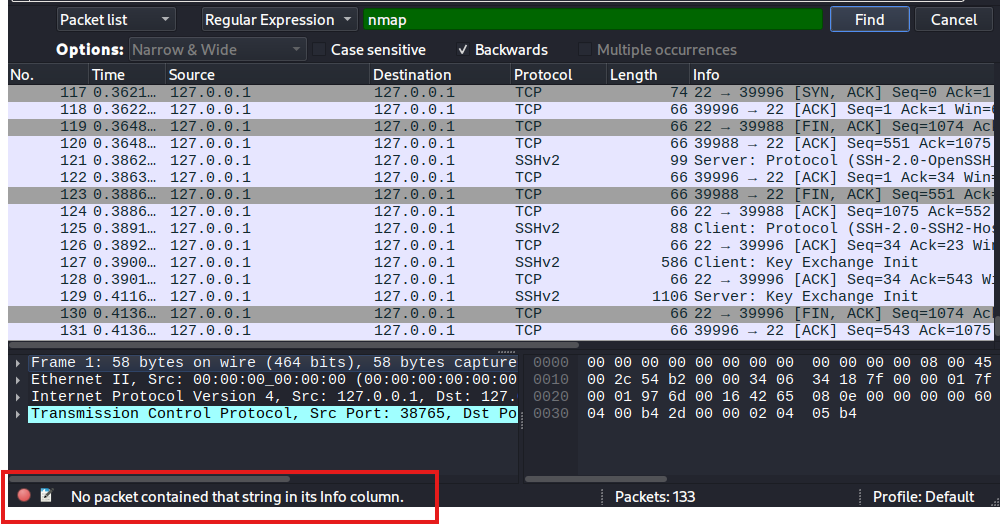 Packet list Regular Expression nmap Find Cancel
Options: Narrow & Wide Case sensitive Backwards Multiple occurrences
No. Time Source Destination Protocol Length Info
117 0.3621… 127.0.0.1 127.0.0.1 TCP 74 22 → 39996 [SYN, ACK] Seq=0 Ack=1
118 0.3622… 127.0.0.1 127.0.0.1 TCP 66 39996 → 22 [ACK] Seq=1 Ack=1 Win=6
119 0.3648… 127.0.0.1 127.0.0.1 TCP 66 22 → 39988 [FIN, ACK] Seq=1074 Ack
120 0.3648… 127.0.0.1 127.0.0.1 TCP 66 39988 → 22 [ACK] Seq=551 Ack=1075
121 0.3862… 127.0.0.1 127.0.0.1 SSHv2 99 Server: Protocol (SSH-2.0-OpenSSH_
122 0.3863… 127.0.0.1 127.0.0.1 TCP 66 39996 → 22 [ACK] Seq=1 Ack=34 Win=
123 0.3886… 127.0.0.1 127.0.0.1 TCP 66 39988 → 22 [FIN, ACK] Seq=551
124 0.3886… 127.0.0.1 127.0.0.1 TCP 66 22 → 39988 [ACK] Seq=1075 Ack=552
125 0.3891… 127.0.0.1 127.0.0.1 SSHv2 88 Client: Protocol (SSH-2.0-SSH2-Hos
126 0.3892… 127.0.0.1 127.0.0.1 TCP 66 22 → 39996 [ACK] Seq=34 Ack=23 Win
127 0.3900… 127.0.0.1 127.0.0.1 SSHv2 586 Client: Key Exchange Init
128 0.3901… 127.0.0.1 127.0.0.1 TCP 66 22 → 39996 [ACK] Seq=34 Ack=543 W
129 0.4116… 127.0.0.1 127.0.0.1 SSHv2 1106 Server: Key Exchange Init
130 0.4136… 127.0.0.1 127.0.0.1 TCP 66 22 → 39996 [FIN, ACK] Seq=1074 Ac
131 0.4136… 127.0.0.1 127.0.0.1 TCP 66 39996 → 22 [ACK] Seq=543 Ack=1075
Frame 1: 58 bytes on wire (464 bits), 58 bytes capture
Ethernet II, Src: 00:00:00_00:00:00 (00:00:00:00:00:00
Internet Protocol Version 4, Src: 127.0.0.1, Dst: 127.
Transmission Control Protocol, Src Port: 38765, Dst Po
0000 00 00 00 00 00 00 00 00 00 00 00 00 08 00 45
0010 00 2c 54 b2 00 00 34 06 34 18 7f 00 00 01 7f
0020 00 01 97 6d 00 16 42 65 08 0e 00 00 00 00 60
0030 04 00 b4 2d 00 00 02 04 05 b4
No packet contained that string in its Info column. Packets: 133 Profile: Default